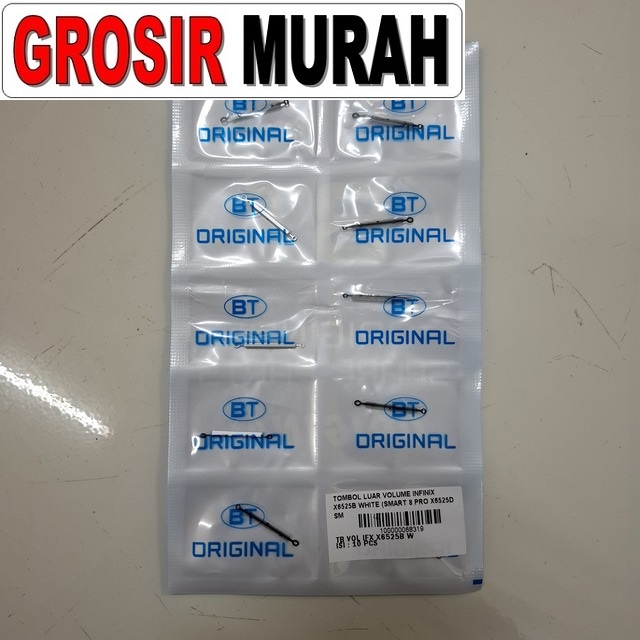 GROSIR MURAH
BT BT
ORIGINAL ORIGINAL
BT BT
ORIGINAL ORIGINAL
BT BT
ORIGINAL ORIGINAL
BT BT
ORIGINAL ORIGINAL
BT
ORIGINAL
TOMBOL LUAR VOLUME INFINIX
X6525B WHITE (SMART 8 PRO X6525D
SM
100000068319
TB VOL IFX X6525B W
ISI : 10 PCS